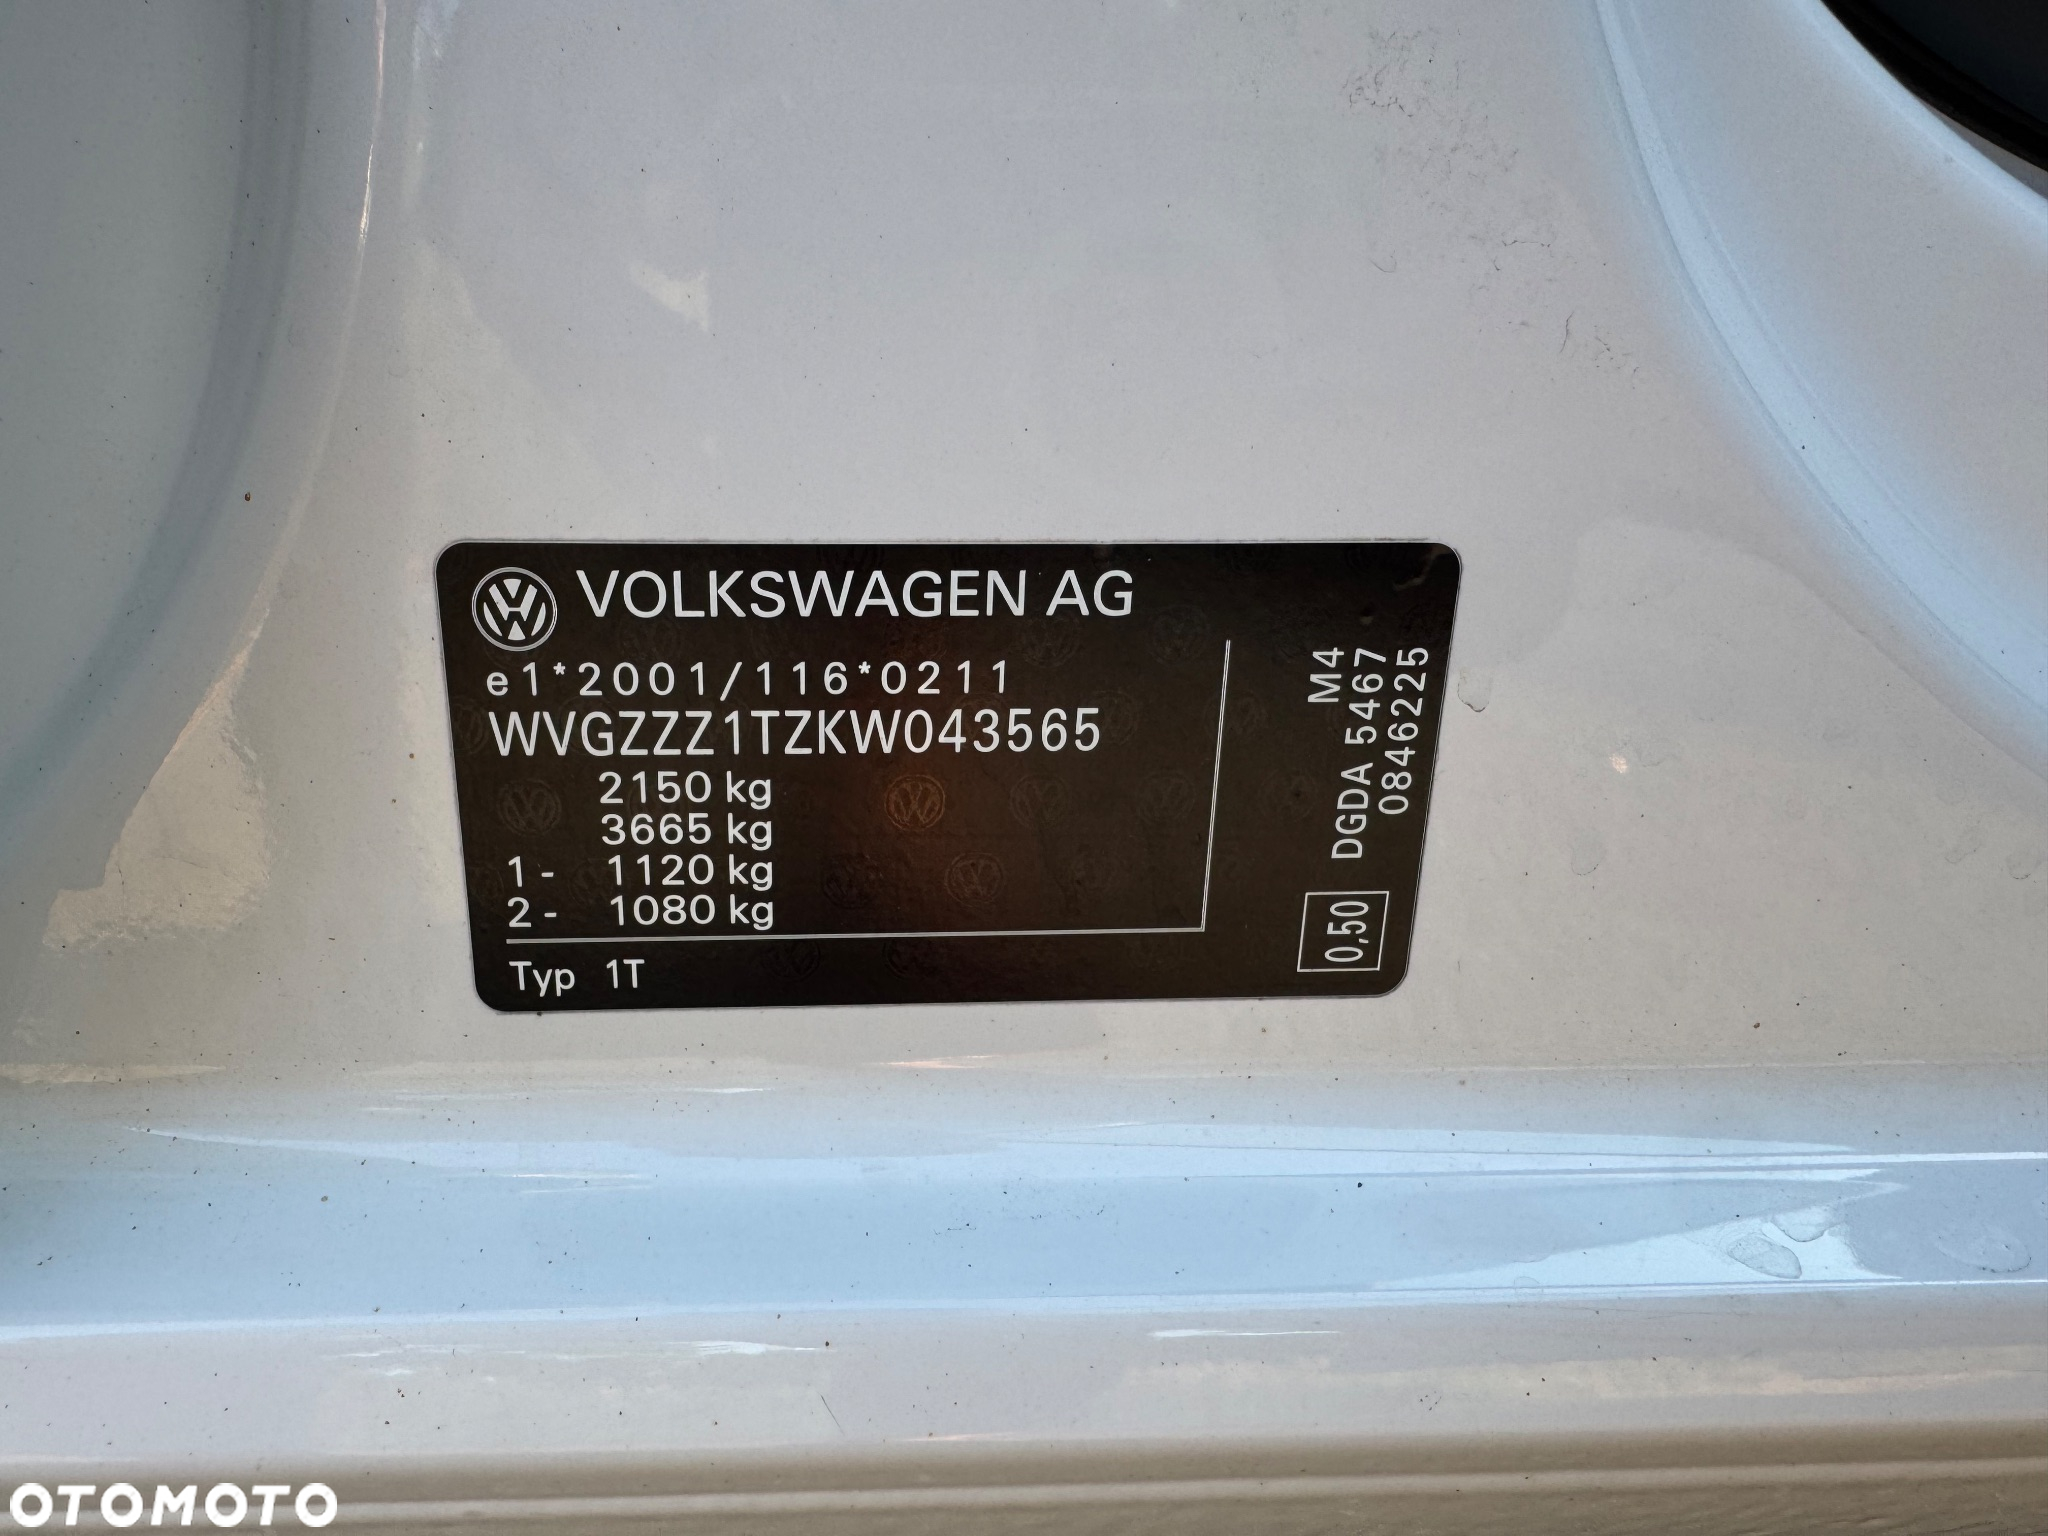 VOLKSWAGEN AG
e1*2001/116*0211
WVGZZZ1TZKW043565
2150 kg
3665 kg
1- 1120 kg
2- 1080 kg
Typ 1T
M4
DGDA 5467
0846225
0,50
OTOMOTO